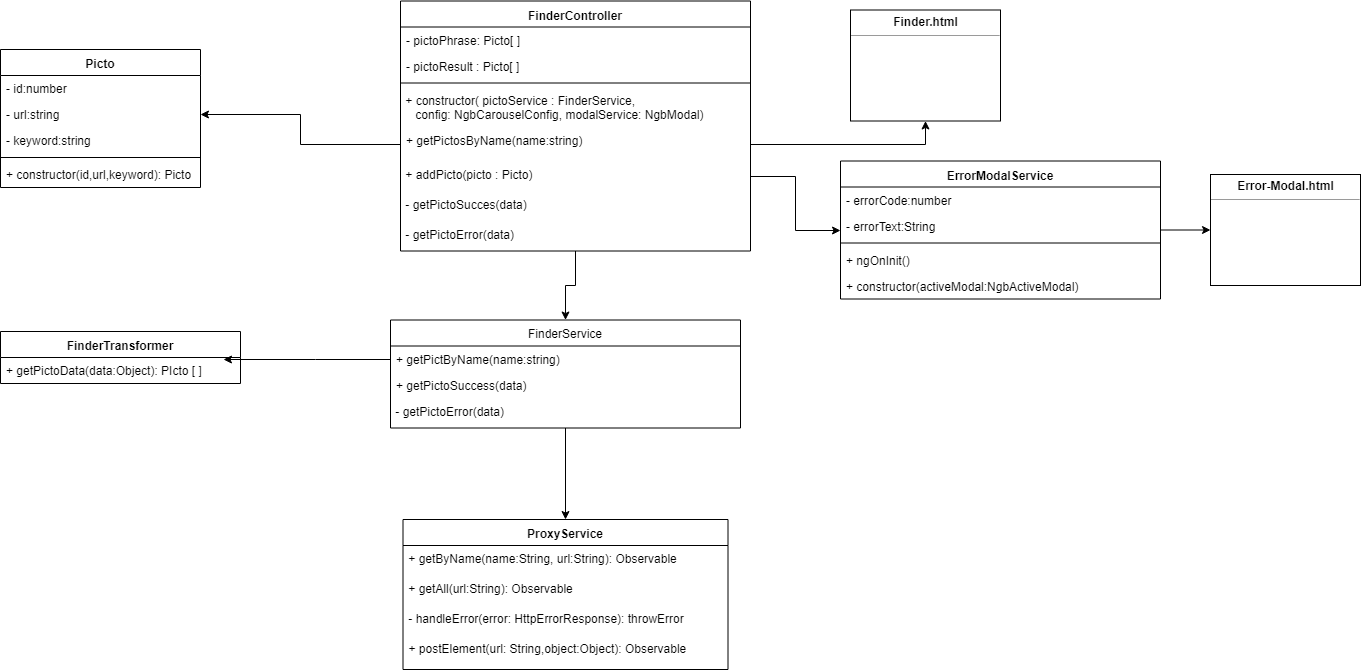 FinderController
- pictoPhrase: Picto[ ]
- pictoResult : Picto[ ]
+ constructor( pictoService : FinderService,
config: NgbCarouselConfig, modalService: NgbModal)
+ getPictosByName(name:string)
+ addPicto(picto : Picto)
- getPictoSucces(data)
- getPictoError(data)
Finder.html
Picto
- id:number
- url:string
- keyword:string
+ constructor(id,url,keyword): Picto
ErrorModalService
- errorCode:number
- errorText:String
+ ngOnInit()
+ constructor(activeModal:NgbActiveModal)
Error-Modal.html
FinderTransformer
+ getPictoData(data:Object): PIcto [ ]
FinderService
+ getPictByName(name:string)
+ getPictoSuccess(data)
- getPictoError(data)
ProxyService
+ getByName(name:String, url:String): Observable
+ getAll(url:String): Observable
- handleError(error: HttpErrorResponse): throwError
+ postElement(url: String,object:Object): Observable